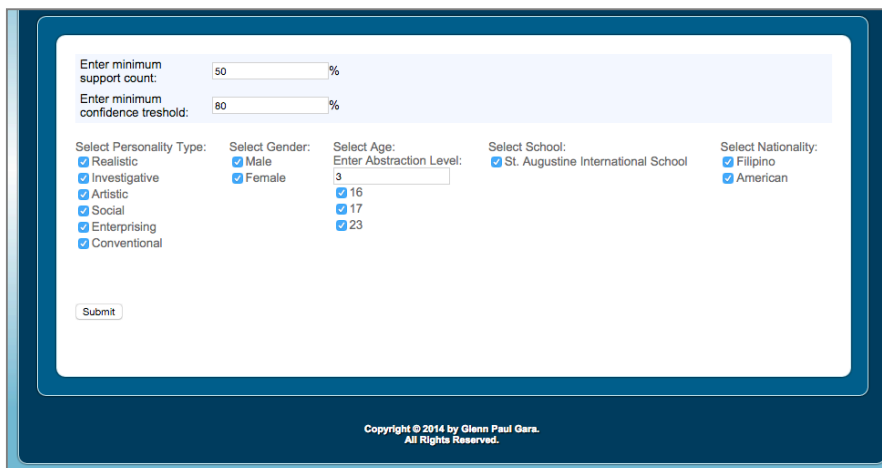 Enter minimum
support count:
50 %
Enter minimum
confidence treshold:
80 %
Select Personality Type:
Realistic
Investigative
Artistic
Social
Enterprising
Conventional
Select Gender:
Male
Female
Select Age:
Enter Abstraction Level:
3
16
17
23
Select School:
St. Augustine International School
Select Nationality:
Filipino
American
Submit
Copyright © 2014 by Glenn Paul Gara.
All Rights Reserved.